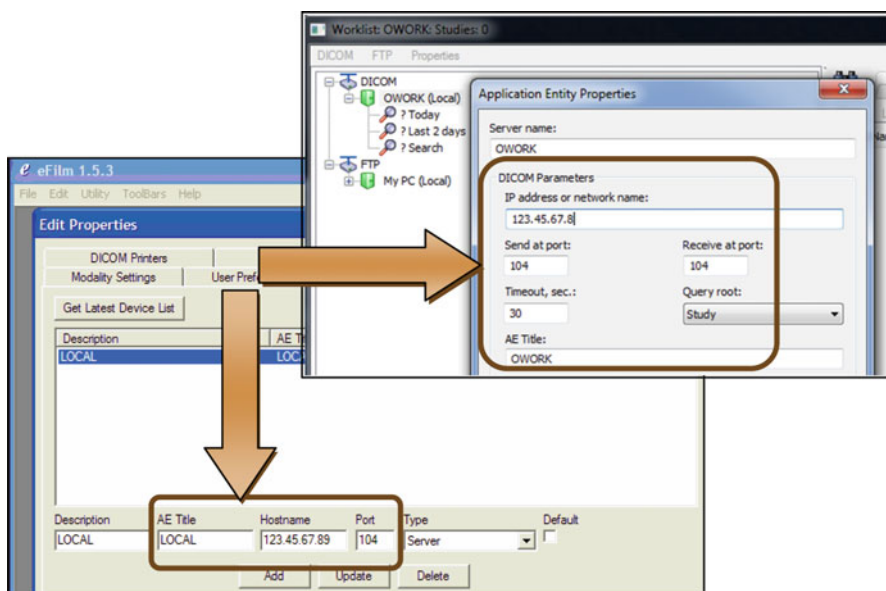 Worklist: OWORK: Studies: 0
DICOM FTP Properties
DICOM
OWORK (Local)
? Today
? Last 2 days
? Search
FTP
My PC (Local)
Application Entity Properties
Server name:
OWORK
DICOM Parameters
IP address or network name:
123.45.67.8
Send at port: Receive at port:
104 104
Timeout, sec.: Query root:
30 Study
AE Title:
OWORK
e eFilm 1.5.3
File Edit Utility ToolBars Help
Edit Properties
DICOM Printers
Modality Settings
Get Latest Device List
Description
LOCAL
Description AE Title Hostname Port Type Default
LOCAL LOCAL 123.45.67.89 104 Server
Add Update Delete